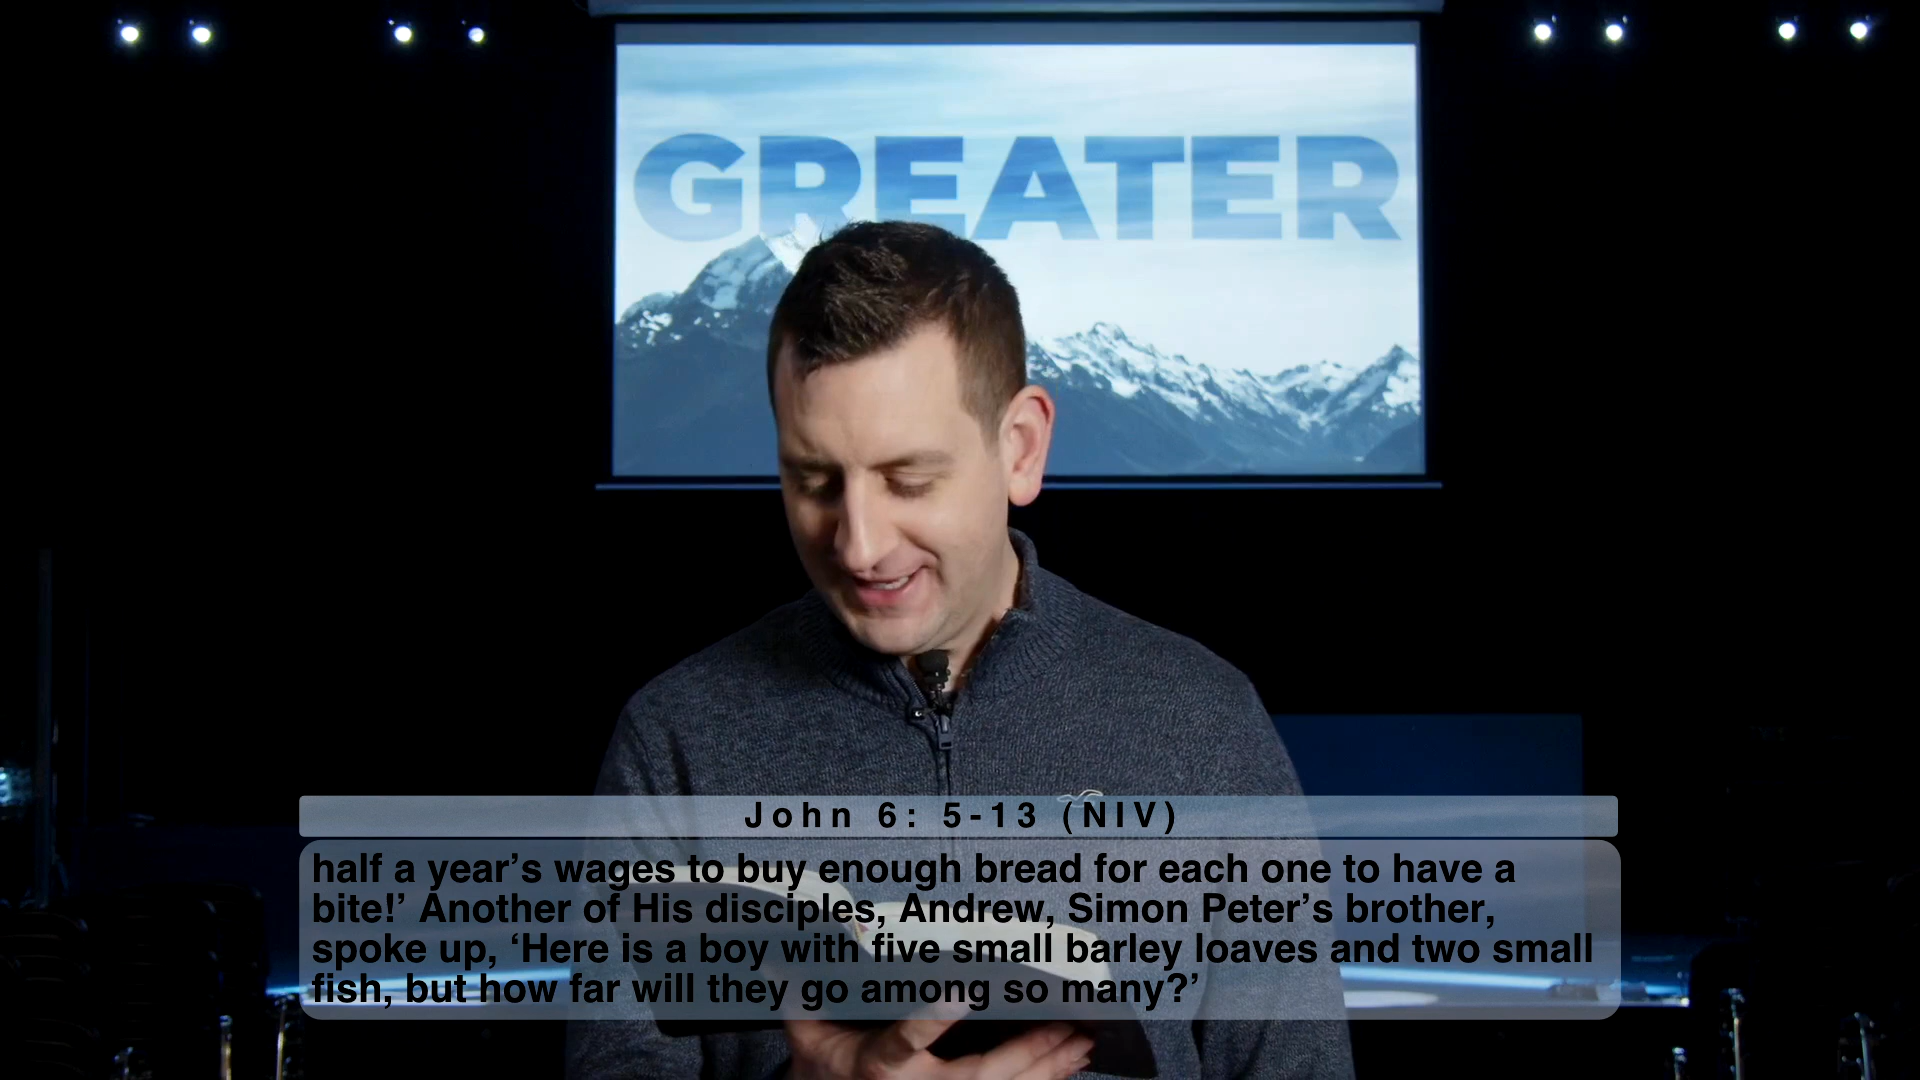 GREATER
John 6: 5-13 (NIV)
half a year’s wages to buy enough bread for each one to have a
bite!’ Another of His disciples, Andrew, Simon Peter’s brother,
spoke up, ‘Here is a boy with five small barley loaves and two small
fish, but how far will they go among so many?’